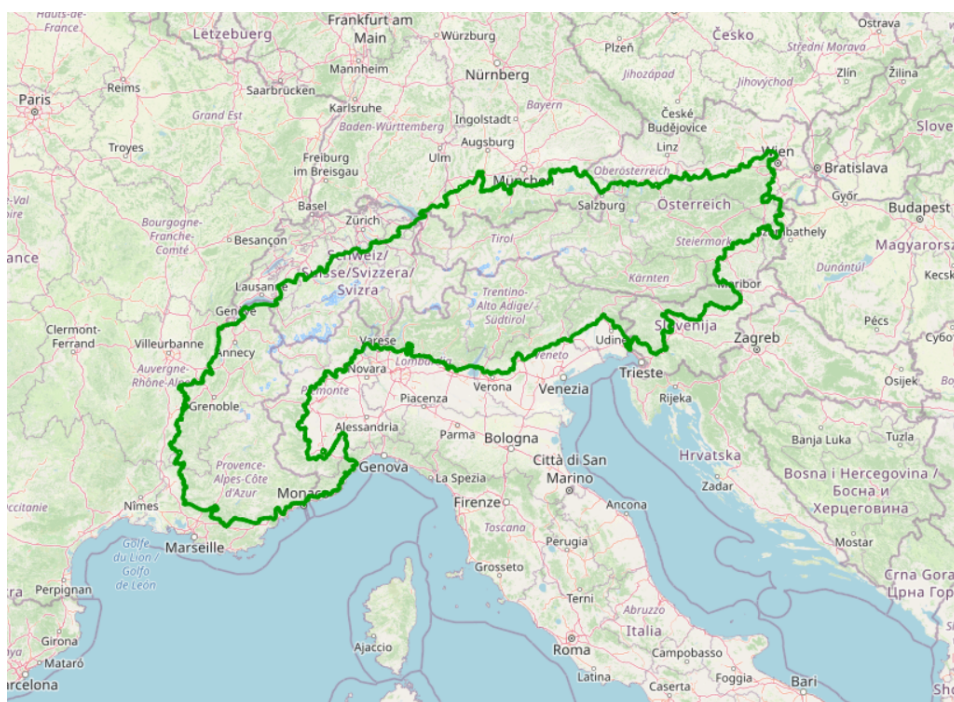 Hauts-de-
France
Letzebuerg
Frankfurt am
Main
Würzburg
Plzeň
Česko
Ostrava
Střední Morava
Paris
Reims
Saarbrücken
Mannheim
Nürnberg
Jihozápad
Jihovýchod
Zlín
Žilina
Grand Est
Karlsruhe
Bayern
Baden-Württemberg
Ingolstadt
České
Budějovice
Troyes
Freiburg
im Breisgau
Ulm
Augsburg
Linz
München
Oberösterreich
Wien
Bratislava
Basel
Zürich
Salzburg
Österreich
Győr
Bourgogne-
Franche-
Comté
Besançon
Schweiz/
Suisse/Svizzera/
Svizra
Tirol
Steiermark
Budapest
Magyarors
Lausanne
Kärnten
Dunántúl
Kecsk
Trentino-
Alto Adige/
Südtirol
Maribor
Genève
Slovenija
Clermont-
Ferrand
Villeurbanne
Annecy
Varese
Lombardia
Veneto
Udine
Zagreb
Pécs
Auvergne-
Rhône-Alpes
Novara
Trieste
Grenoble
Piemonte
Piacenza
Verona
Venezia
Rijeka
Osijek
Alessandria
Parma
Bologna
Hrvatska
Banja Luka
Tuzla
Genova
Provence-
Alpes-Côte
d'Azur
Monaco
La Spezia
Città di San
Marino
Zadar
Bosna i Hercegovina /
Босна и
Херцеговина
Occitanie
Nîmes
Firenze
Ancona
Marseille
Toscana
Mostar
Golfe
du Lion /
Golfo
de León
Perugia
Perpignan
Grosseto
Crna Gora
Црна Гор
Terni
Abruzzo
Italia
Girona
Ajaccio
Mataró
Roma
Campobasso
Latina
Foggia
Bari
Caserta